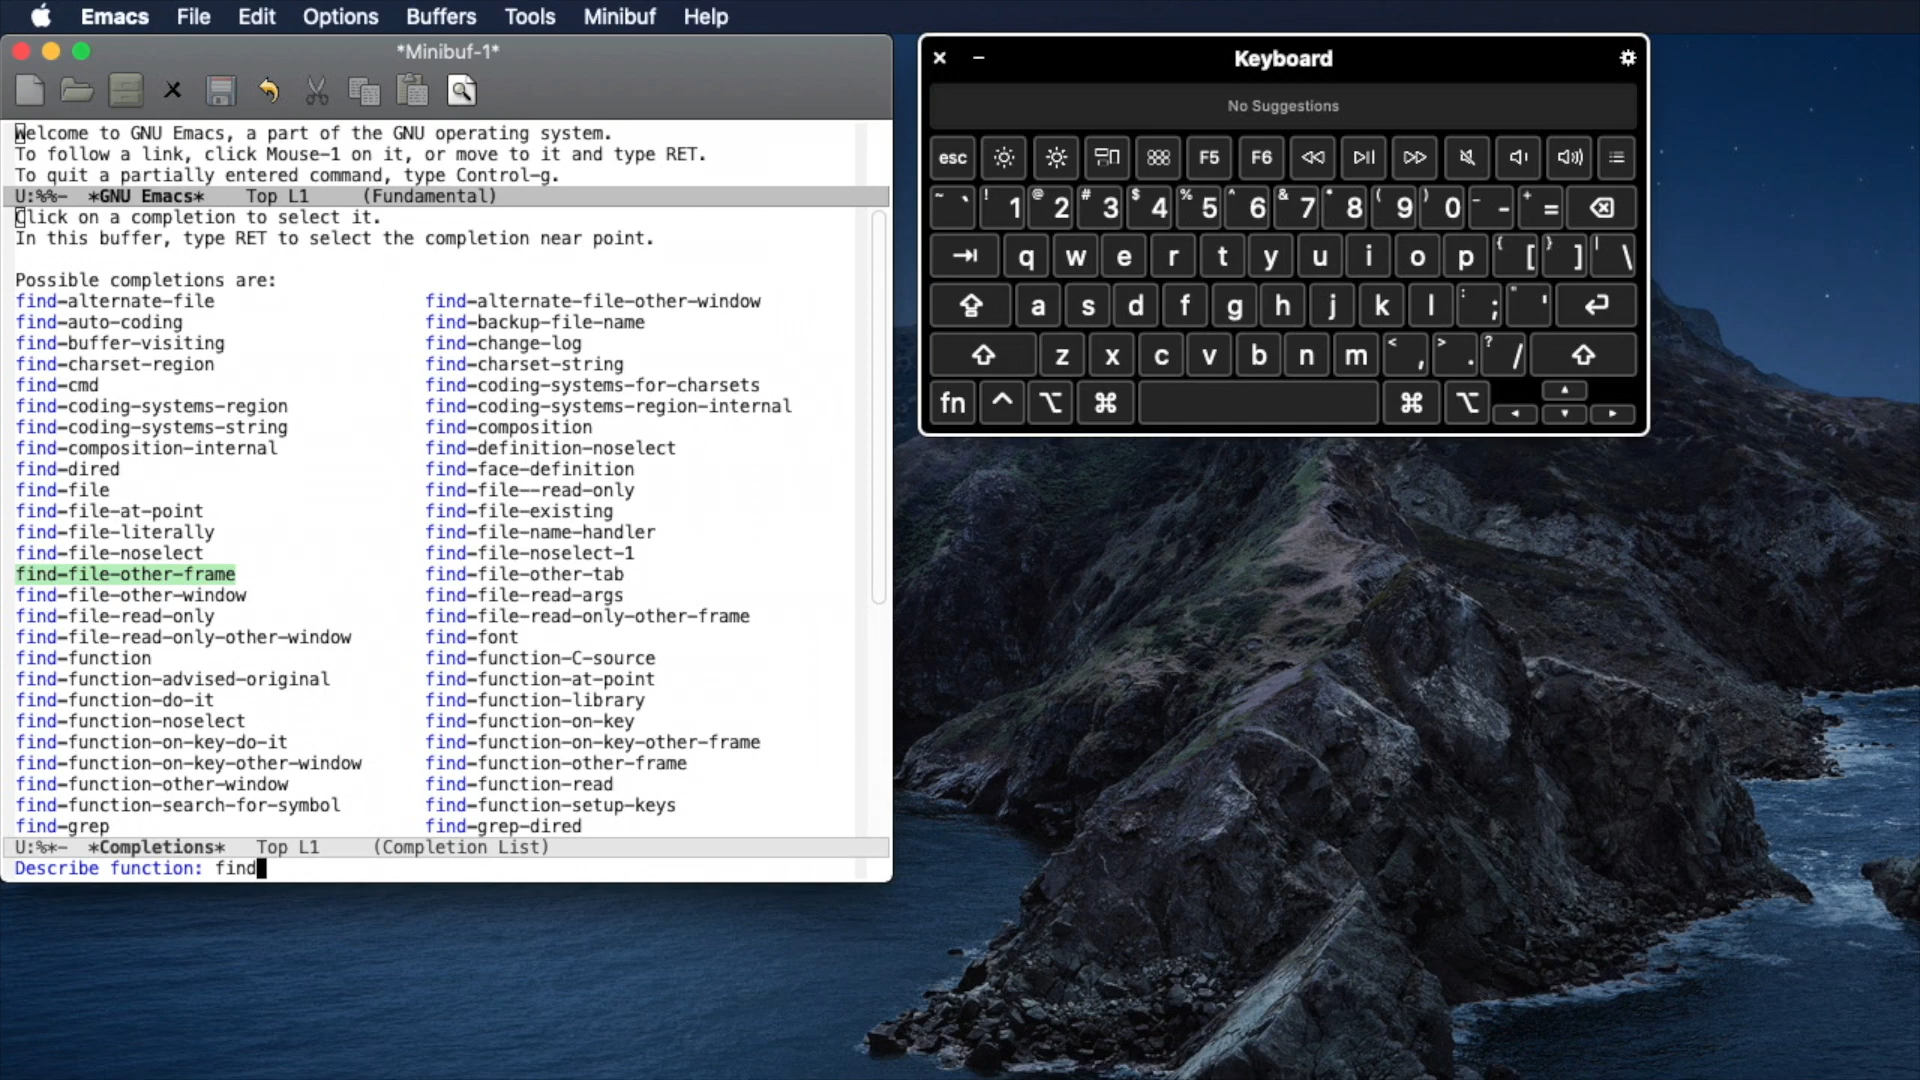 Emacs File Edit Options Buffers Tools Minibuf Help
*Minibuf-1*
Welcome to GNU Emacs, a part of the GNU operating system.
To follow a link, click Mouse-1 on it, or move to it and type RET.
To quit a partially entered command, type Control-g.
U:%%- *GNU Emacs* Top L1 (Fundamental)
Click on a completion to select it.
In this buffer, type RET to select the completion near point.
Possible completions are:
find-alternate-file find-alternate-file-other-window
find-auto-coding find-backup-file-name
find-buffer-visiting find-change-log
find-charset-region find-charset-string
find-cmd find-coding-systems-for-charsets
find-coding-systems-region find-coding-systems-region-internal
find-coding-systems-string find-composition
find-composition-internal find-definition-noselect
find-dired find-face-definition
find-file find-file--read-only
find-file-at-point find-file-existing
find-file-literally find-file-name-handler
find-file-noselect find-file-noselect-1
find-file-other-frame find-file-other-tab
find-file-other-window find-file-read-args
find-file-read-only find-file-read-only-other-frame
find-file-read-only-other-window find-font
find-function find-function-C-source
find-function-advised-original find-function-at-point
find-function-do-it find-function-library
find-function-noselect find-function-on-key
find-function-on-key-do-it find-function-on-key-other-frame
find-function-on-key-other-window find-function-other-frame
find-function-other-window find-function-read
find-function-search-for-symbol find-function-setup-keys
find-grep find-grep-dired
U:%*- *Completions* Top L1 (Completion List)
Describe function: find
Keyboard
No Suggestions
esc F5 F6
~ ` ! 1 @ 2 # 3 $ 4 % 5 ^ 6 & 7 * 8 ( 9 ) 0 _ - + =
q w e r t y u i o p { [ } ] | \
a s d f g h j k l : ; " '
z x c v b n m < , > . ? /
fn ^ ⌥ ⌘ ⌘ ⌥